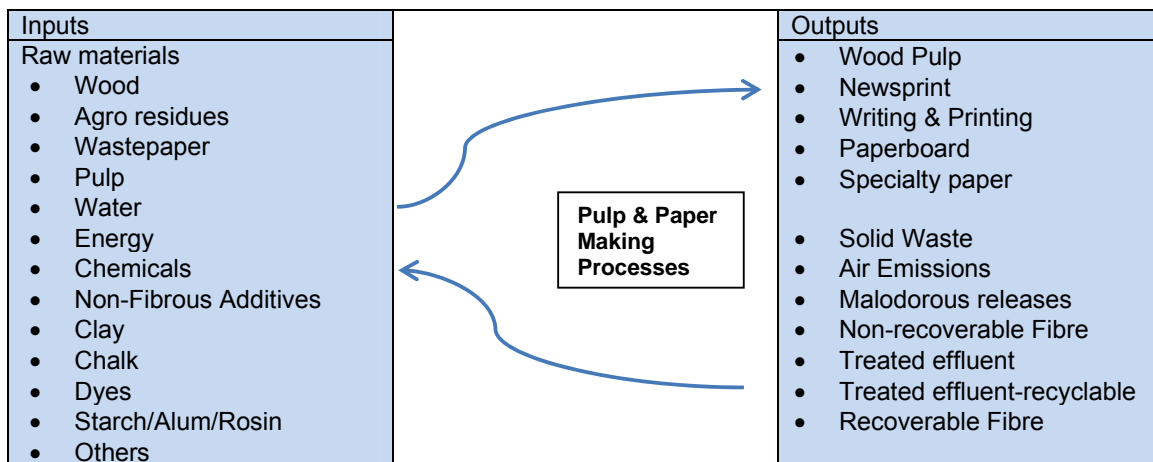 Inputs
Raw materials
• Wood
• Agro residues
• Wastepaper
• Pulp
• Water
• Energy
• Chemicals
• Non-Fibrous Additives
• Clay
• Chalk
• Dyes
• Starch/Alum/Rosin
• Others
Pulp & Paper
Making
Processes
Outputs
• Wood Pulp
• Newsprint
• Writing & Printing
• Paperboard
• Specialty paper
• Solid Waste
• Air Emissions
• Malodorous releases
• Non-recoverable Fibre
• Treated effluent
• Treated effluent-recyclable
• Recoverable Fibre